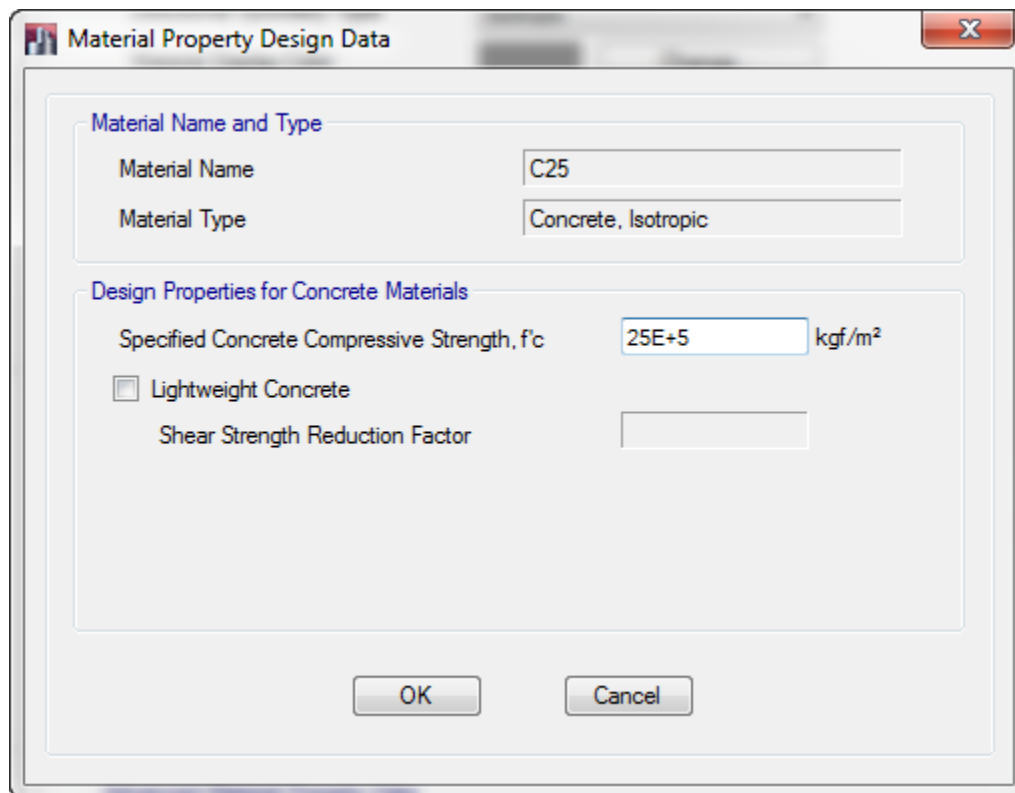 Material Property Design Data
Material Name and Type
Material Name C25
Material Type Concrete, Isotropic
Design Properties for Concrete Materials
Specified Concrete Compressive Strength, f'c 25E+5 kgf/m²
Lightweight Concrete
Shear Strength Reduction Factor
OK Cancel